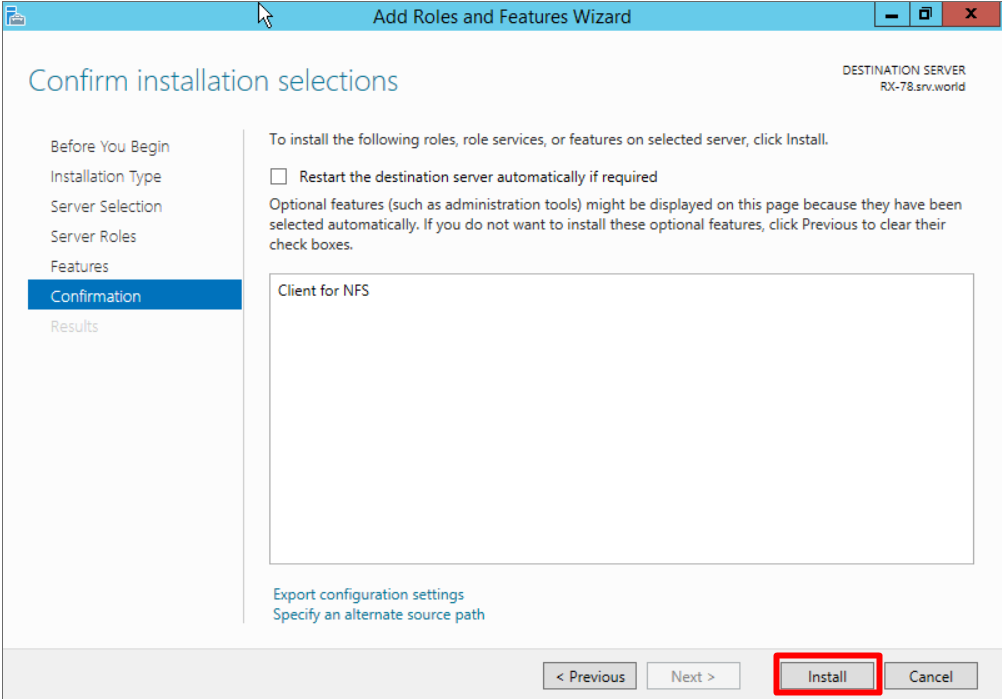 Add Roles and Features Wizard
Confirm installation selections
DESTINATION SERVER
RX-78.srv.world
Before You Begin
Installation Type
Server Selection
Server Roles
Features
Confirmation
Results
To install the following roles, role services, or features on selected server, click Install.
Restart the destination server automatically if required
Optional features (such as administration tools) might be displayed on this page because they have been
selected automatically. If you do not want to install these optional features, click Previous to clear their
check boxes.
Client for NFS
Export configuration settings
Specify an alternate source path
< Previous
Next >
Install
Cancel